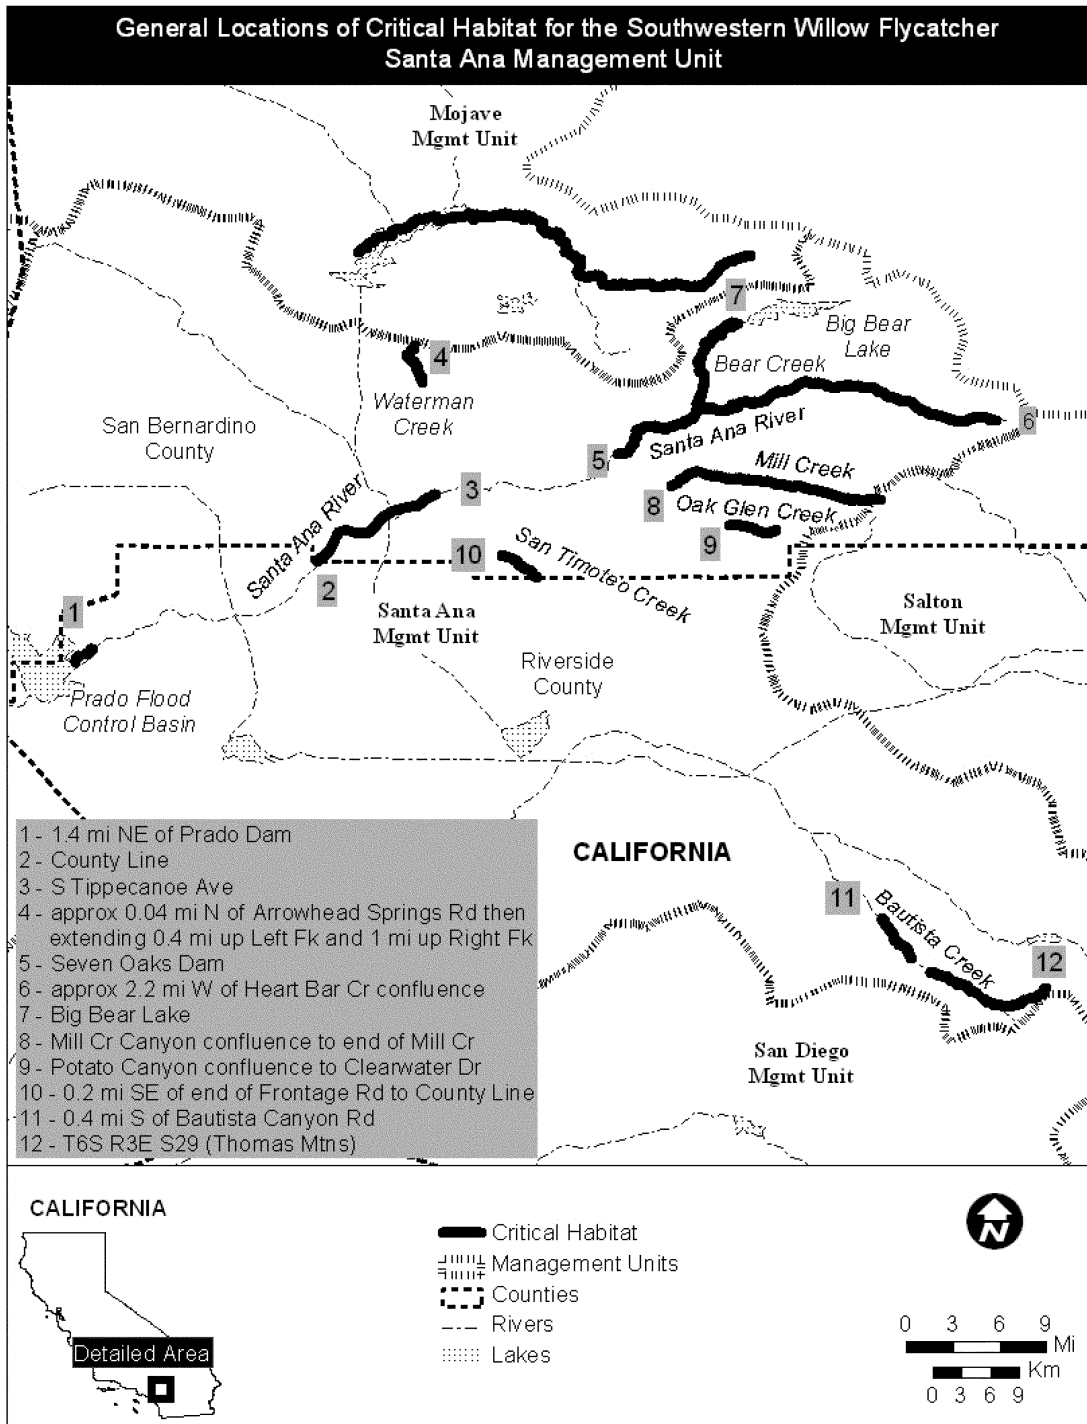 General Locations of Critical Habitat for the Southwestern Willow Flycatcher
Santa Ana Management Unit
Mojave
Mgmt Unit
7
Big Bear
Lake
4
Bear Creek
Waterman
Creek
San Bernardino
County
6
Santa Ana River
5
Mill Creek
3
8
Oak Glen Creek
Santa Ana River
9
10
San Timoteo Creek
2
1
Santa Ana
Mgmt Unit
Salton
Mgmt Unit
Riverside
County
Prado Flood
Control Basin
1 - 1.4 mi NE of Prado Dam
2 - County Line
3 - S Tippecanoe Ave
4 - approx 0.04 mi N of Arrowhead Springs Rd then
extending 0.4 mi up Left Fk and 1 mi up Right Fk
5 - Seven Oaks Dam
6 - approx 2.2 mi W of Heart Bar Cr confluence
7 - Big Bear Lake
8 - Mill Cr Canyon confluence to end of Mill Cr
9 - Potato Canyon confluence to Clearwater Dr
10 - 0.2 mi SE of end of Frontage Rd to County Line
11 - 0.4 mi S of Bautista Canyon Rd
12 - T6S R3E S29 (Thomas Mtns)
CALIFORNIA
11
Bautista Creek
12
San Diego
Mgmt Unit
CALIFORNIA
Detailed Area
Critical Habitat
Management Units
Counties
Rivers
Lakes
N
0 3 6 9
Mi
Km
0 3 6 9